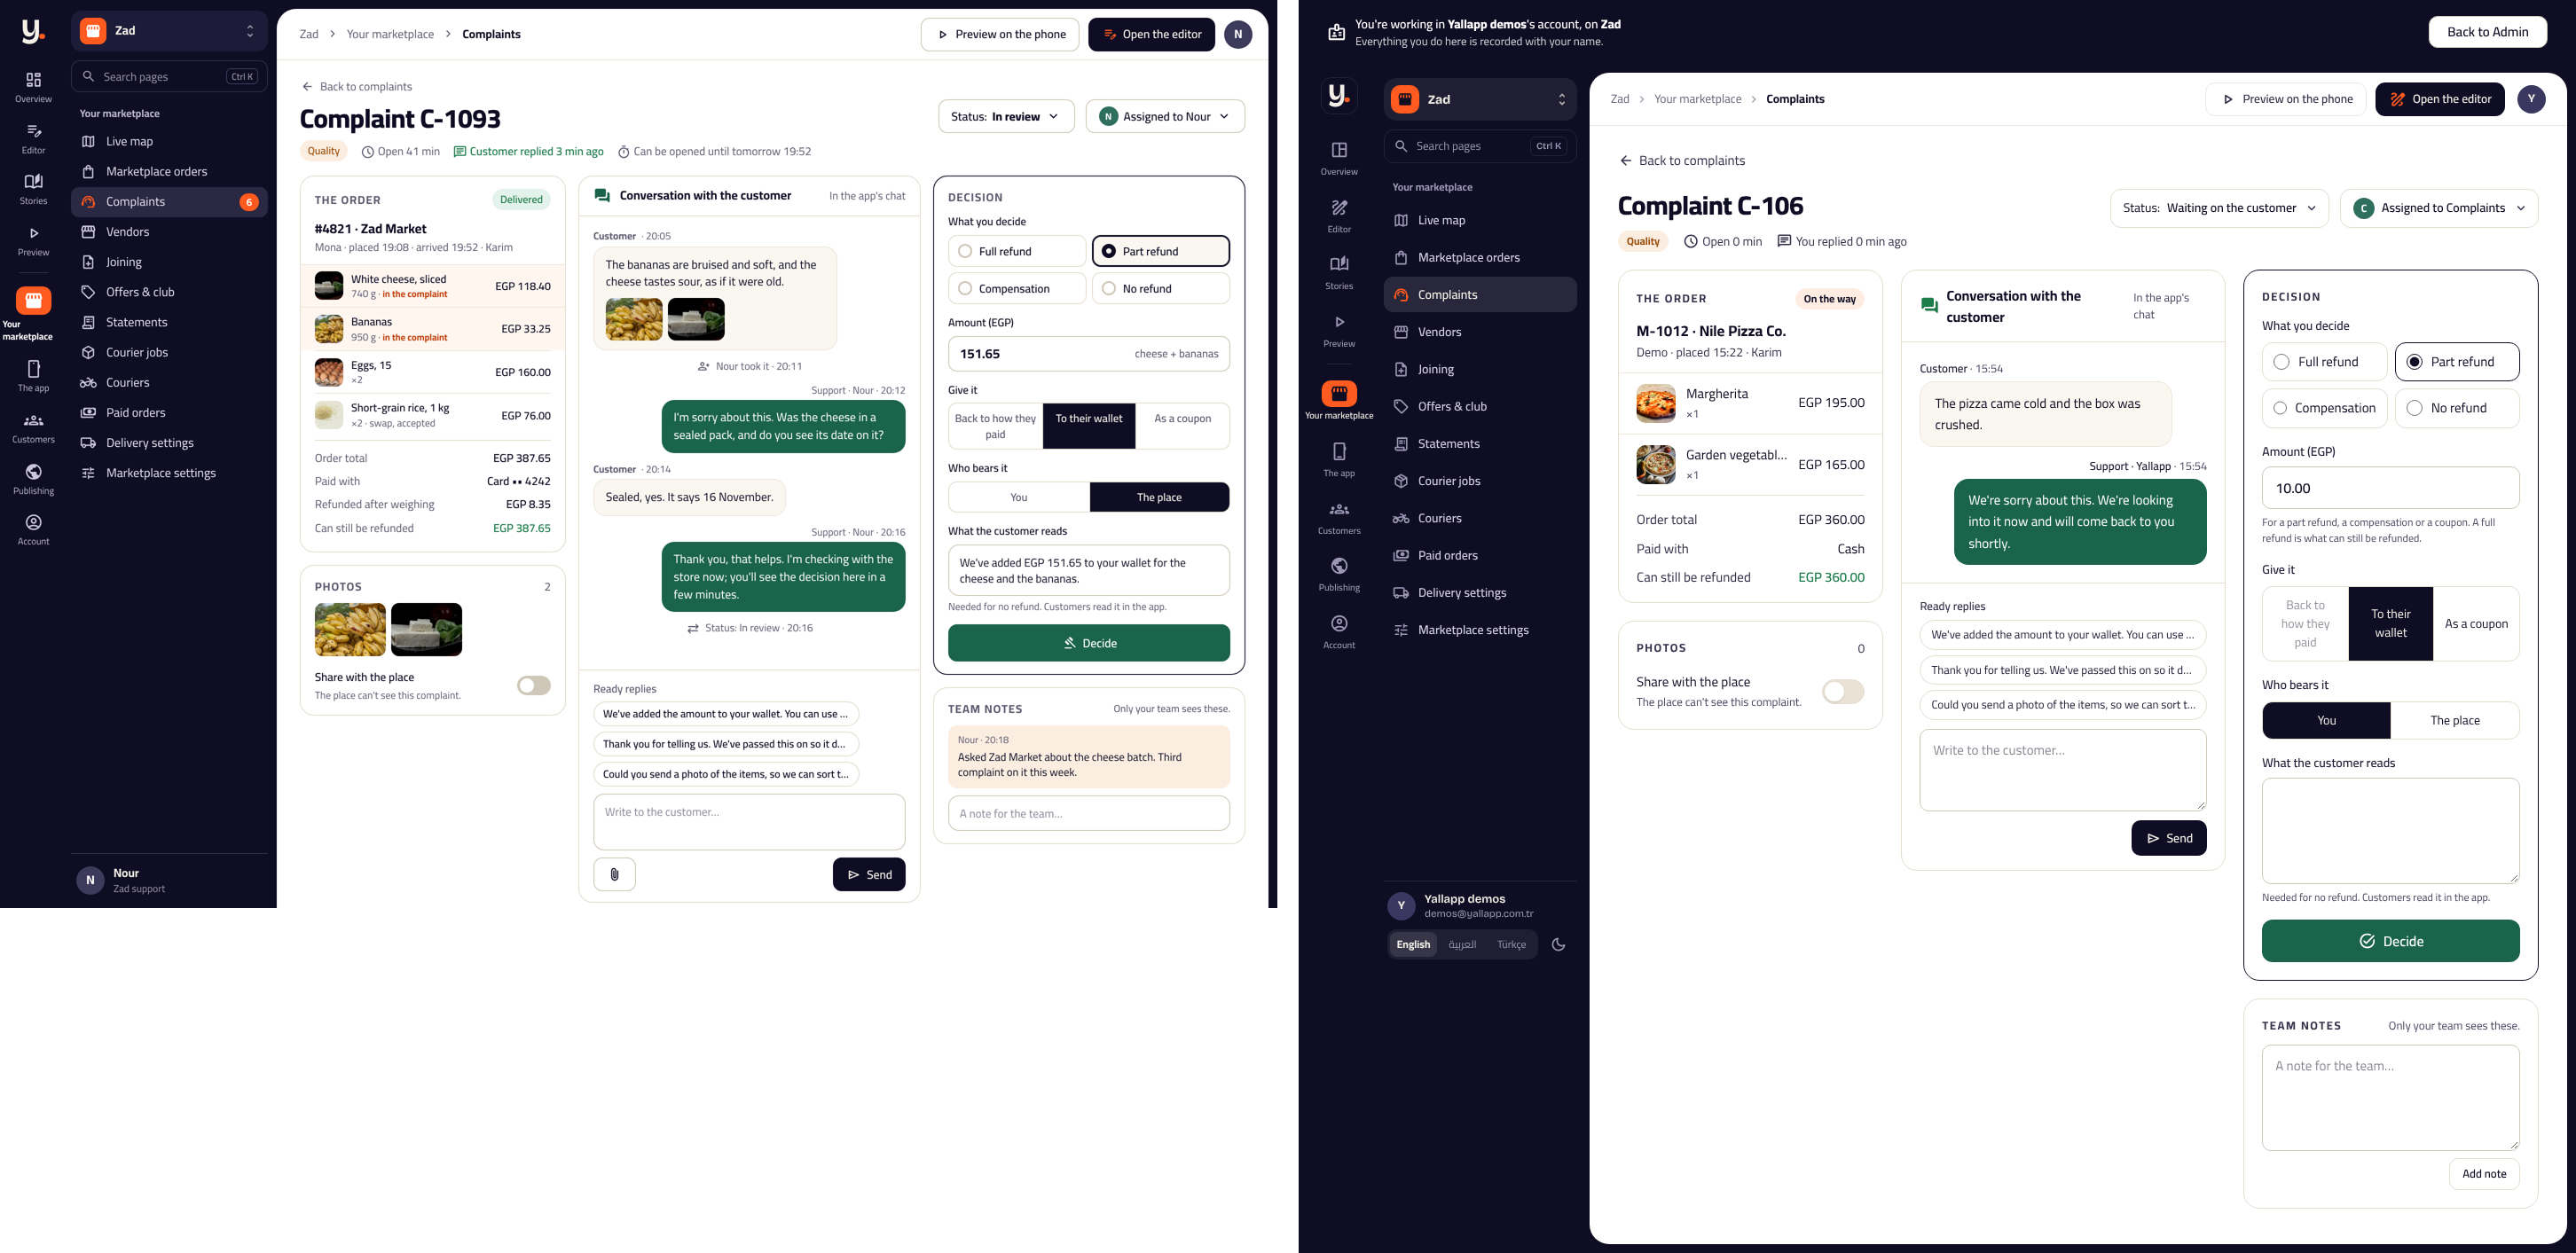 y.
Zad
Search pages
Ctrl K
Overview
Editor
Stories
Preview
Your marketplace
The app
Customers
Publishing
Account
Your marketplace
Live map
Marketplace orders
Complaints
6
Vendors
Joining
Offers & club
Statements
Courier jobs
Couriers
Paid orders
Delivery settings
Marketplace settings
N
Nour
Zad support
Zad > Your marketplace > Complaints
Preview on the phone
Open the editor
N
Back to complaints
Complaint C-1093
Status: In review
N Assigned to Nour
Quality
Open 41 min
Customer replied 3 min ago
Can be opened until tomorrow 19:52
THE ORDER
Delivered
#4821 · Zad Market
Mona · placed 19:08 · arrived 19:52 · Karim
White cheese, sliced
740 g · in the complaint
EGP 118.40
Bananas
950 g · in the complaint
EGP 33.25
Eggs, 15
×2
EGP 160.00
Short-grain rice, 1 kg
×2 · swap, accepted
EGP 76.00
Order total EGP 387.65
Paid with Card •• 4242
Refunded after weighing EGP 8.35
Can still be refunded EGP 387.65
PHOTOS 2
Share with the place
The place can't see this complaint.
Conversation with the customer
In the app's chat
Customer · 20:05
The bananas are bruised and soft, and the
cheese tastes sour, as if it were old.
Nour took it · 20:11
Support · Nour · 20:12
I'm sorry about this. Was the cheese in a
sealed pack, and do you see its date on it?
Customer · 20:14
Sealed, yes. It says 16 November.
Support · Nour · 20:16
Thank you, that helps. I'm checking with the
store now; you'll see the decision here in a
few minutes.
Status: In review · 20:16
Ready replies
We've added the amount to your wallet. You can use ...
Thank you for telling us. We've passed this on so it d...
Could you send a photo of the items, so we can sort t...
Write to the customer...
Send
DECISION
What you decide
Full refund
Part refund
Compensation
No refund
Amount (EGP)
151.65
cheese + bananas
Give it
Back to how they
paid
To their wallet
As a coupon
Who bears it
You
The place
What the customer reads
We've added EGP 151.65 to your wallet for the
cheese and the bananas.
Needed for no refund. Customers read it in the app.
Decide
TEAM NOTES
Only your team sees these.
Nour · 20:18
Asked Zad Market about the cheese batch. Third
complaint on it this week.
A note for the team...
You're working in Yallapp demos's account, on Zad
Everything you do here is recorded with your name.
Back to Admin
y.
Zad
Search pages
Ctrl K
Overview
Editor
Stories
Preview
Your marketplace
The app
Customers
Publishing
Account
Your marketplace
Live map
Marketplace orders
Complaints
Vendors
Joining
Offers & club
Statements
Courier jobs
Couriers
Paid orders
Delivery settings
Marketplace settings
Y
Yallapp demos
demos@yallapp.com.tr
English
العربية
Türkçe
Zad > Your marketplace > Complaints
Preview on the phone
Open the editor
Y
Back to complaints
Complaint C-106
Status: Waiting on the customer
C Assigned to Complaints
Quality
Open 0 min
You replied 0 min ago
THE ORDER
On the way
M-1012 · Nile Pizza Co.
Demo · placed 15:22 · Karim
Margherita
×1
EGP 195.00
Garden vegetabl...
×1
EGP 165.00
Order total EGP 360.00
Paid with Cash
Can still be refunded EGP 360.00
PHOTOS 0
Share with the place
The place can't see this complaint.
Conversation with the
customer
In the app's
chat
Customer · 15:54
The pizza came cold and the box was
crushed.
Support · Yallapp · 15:54
We're sorry about this. We're looking
into it now and will come back to you
shortly.
Ready replies
We've added the amount to your wallet. You can use ...
Thank you for telling us. We've passed this on so it d...
Could you send a photo of the items, so we can sort t...
Write to the customer...
Send
DECISION
What you decide
Full refund
Part refund
Compensation
No refund
Amount (EGP)
10.00
For a part refund, a compensation or a coupon. A full
refund is what can still be refunded.
Give it
Back to
how they
paid
To their
wallet
As a coupon
Who bears it
You
The place
What the customer reads
Needed for no refund. Customers read it in the app.
Decide
TEAM NOTES
Only your team sees these.
A note for the team...
Add note